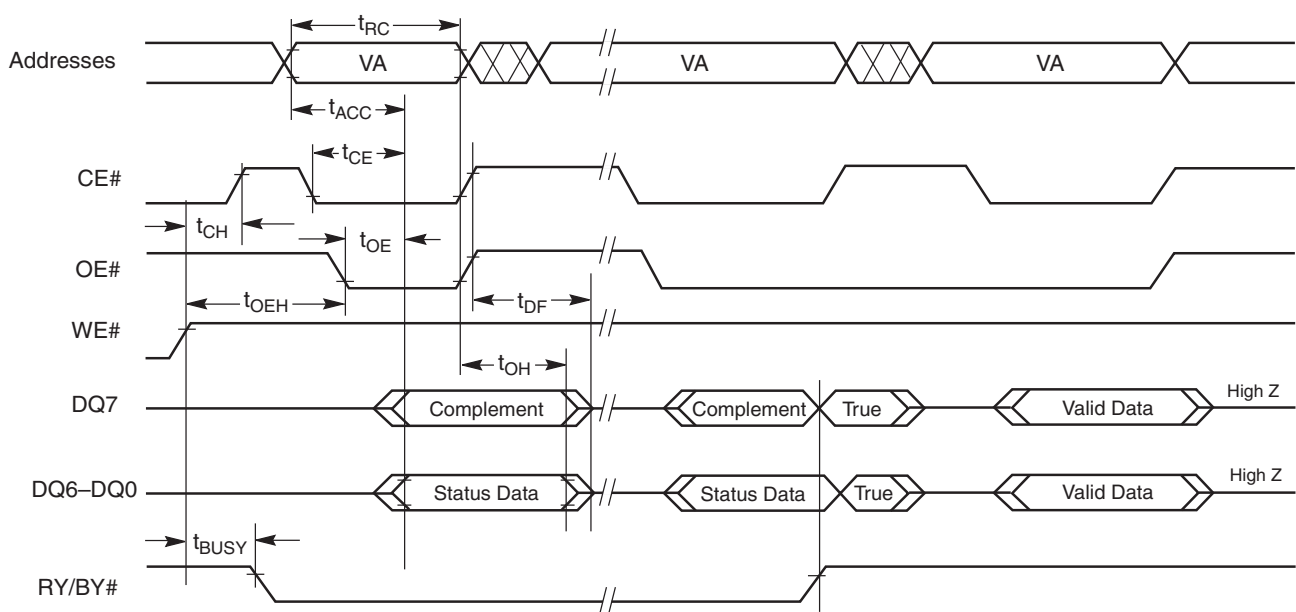 tRC
Addresses VA VA VA
tACC
tCE
CE#
tCH tOE
OE#
tOEH tDF
WE#
tOH
DQ7 Complement Complement True Valid Data High Z
DQ6–DQ0 Status Data Status Data True Valid Data High Z
tBUSY
RY/BY#